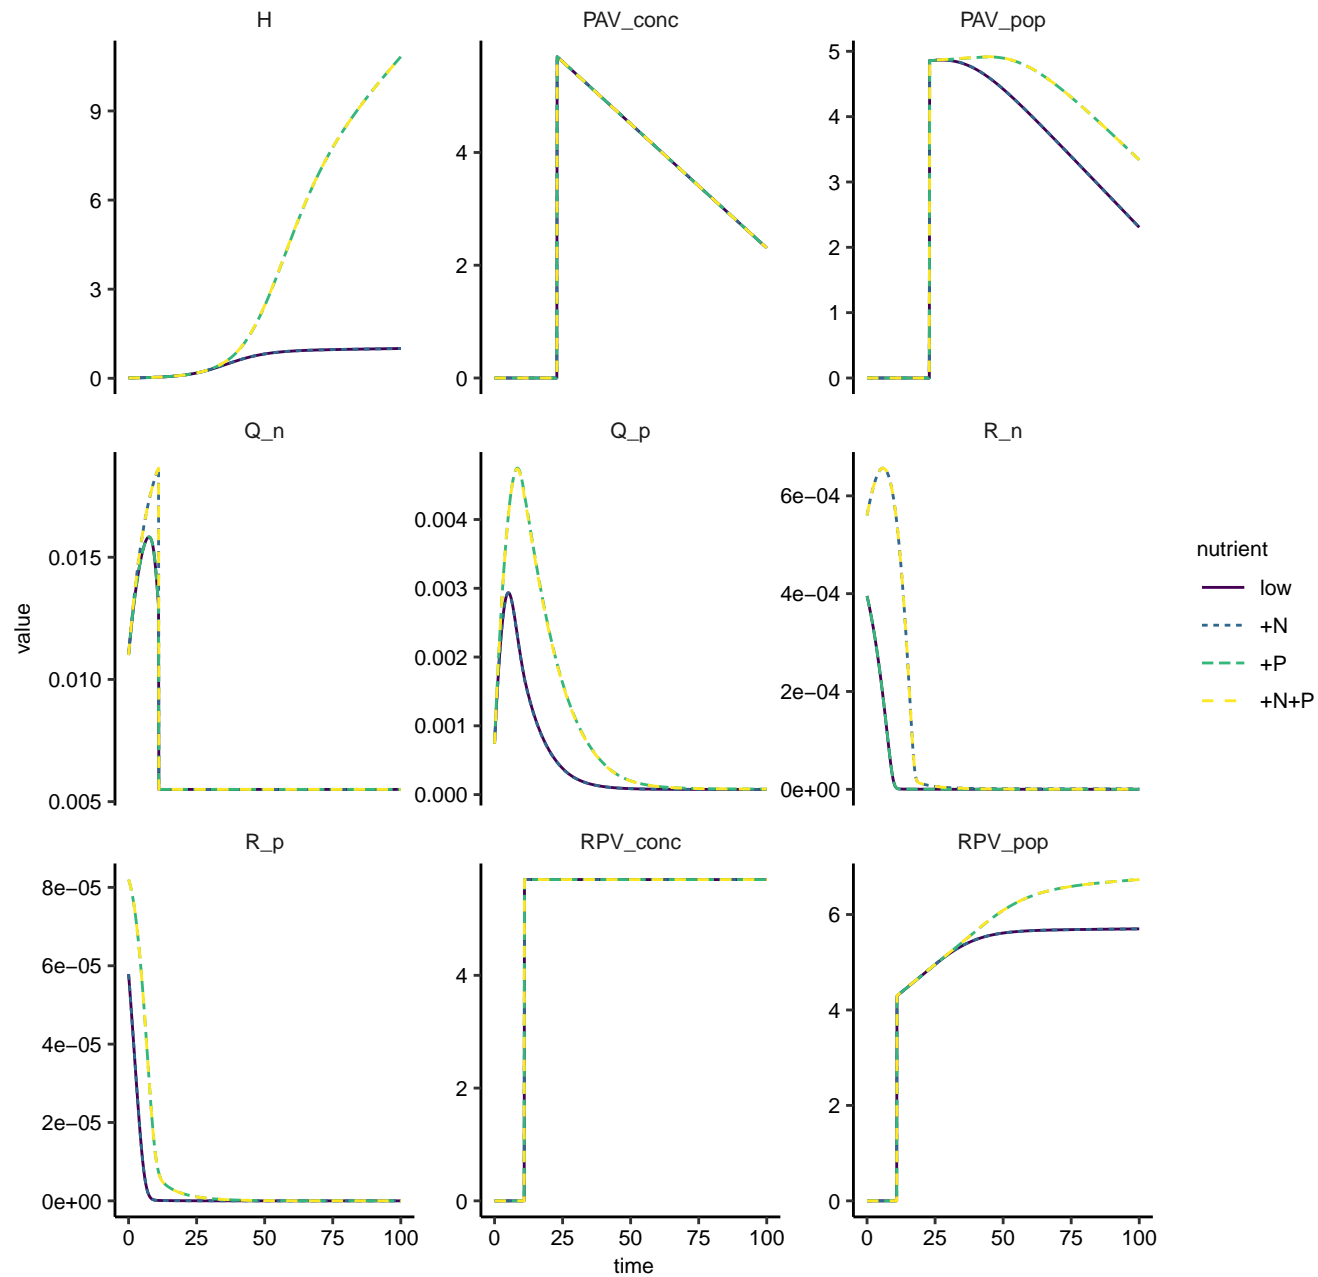 H
PAV_conc
PAV_pop
9
6
3
0
4
2
0
5
4
3
2
1
0
Q_n
Q_p
R_n
0.015
0.010
0.005
0.004
0.003
0.002
0.001
0.000
6e−04
4e−04
2e−04
0e+00
value
nutrient
low
+N
+P
+N+P
R_p
RPV_conc
RPV_pop
8e−05
6e−05
4e−05
2e−05
0e+00
4
2
0
6
4
2
0
0 25 50 75 100
0 25 50 75 100
0 25 50 75 100
time